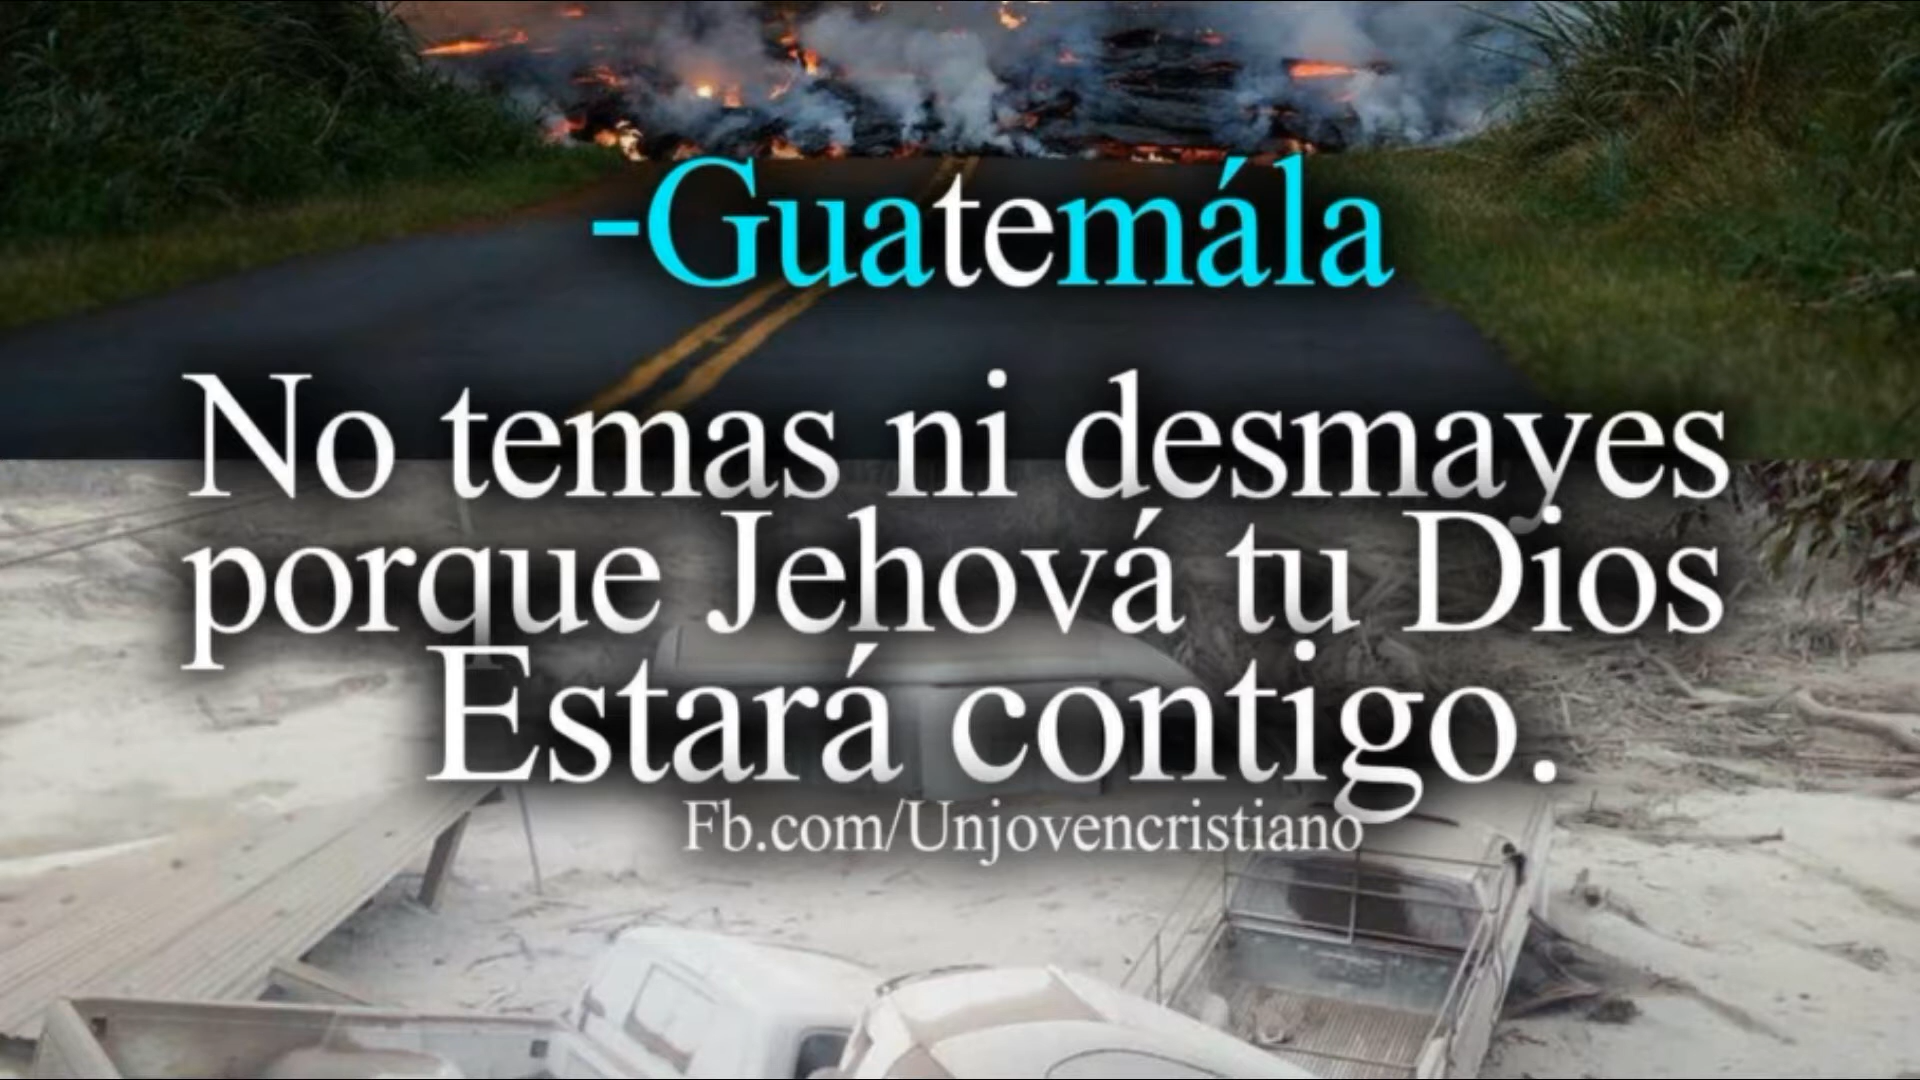 -Guatemála
No temas ni desmayes
porque Jehová tu Dios
Estará contigo.
Fb.com/Unjovencristiano